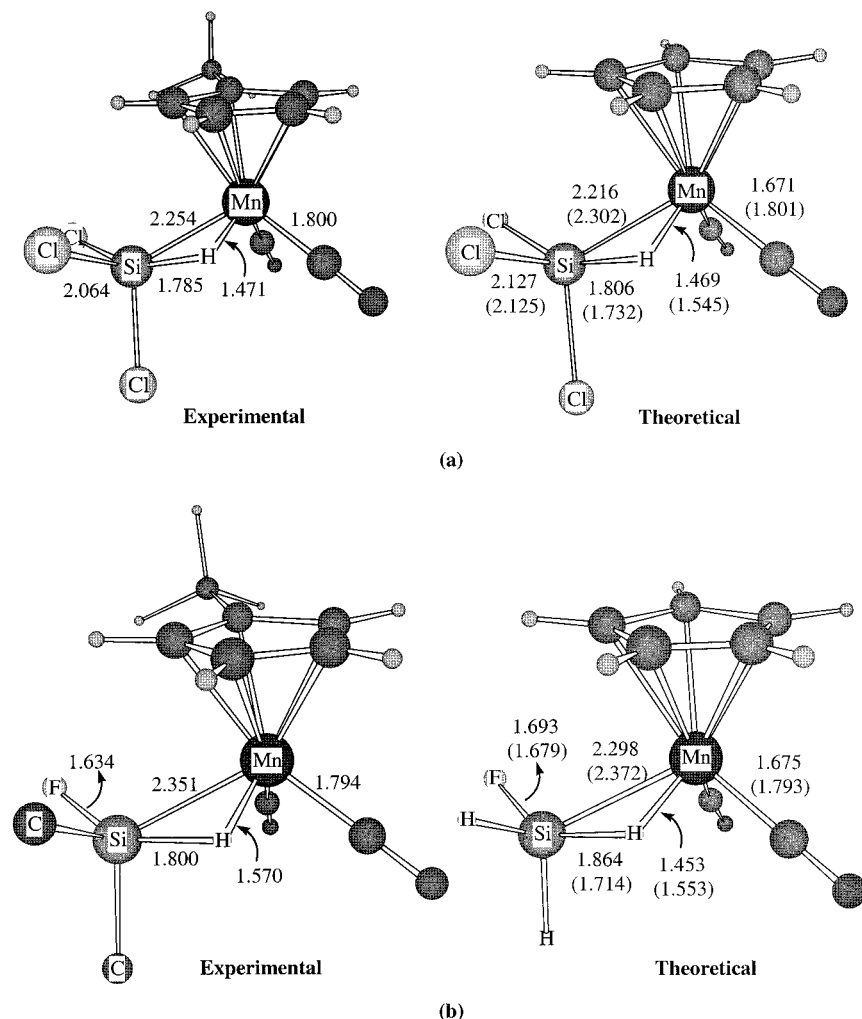 Mn
2.254
1.800
Cl
Cl
Si
H
2.064
1.785
1.471
Cl
Experimental
Mn
2.216
(2.302)
1.671
(1.801)
Cl
Cl
Si
H
2.127
(2.125)
1.806
(1.732)
1.469
(1.545)
Cl
Theoretical
(a)
Mn
1.634
2.351
1.794
F
C
Si
H
1.800
1.570
C
Experimental
Mn
1.693
(1.679)
2.298
(2.372)
1.675
(1.793)
F
H
Si
H
1.864
(1.714)
1.453
(1.553)
H
Theoretical
(b)